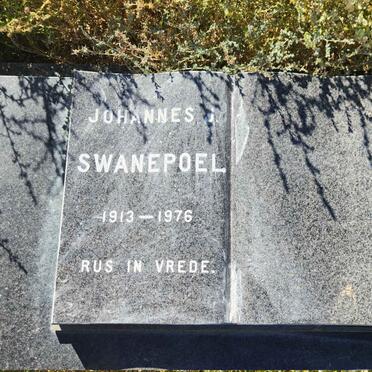 JOHANNES J.
SWANEPOEL
1913 — 1976
RUS IN VREDE.